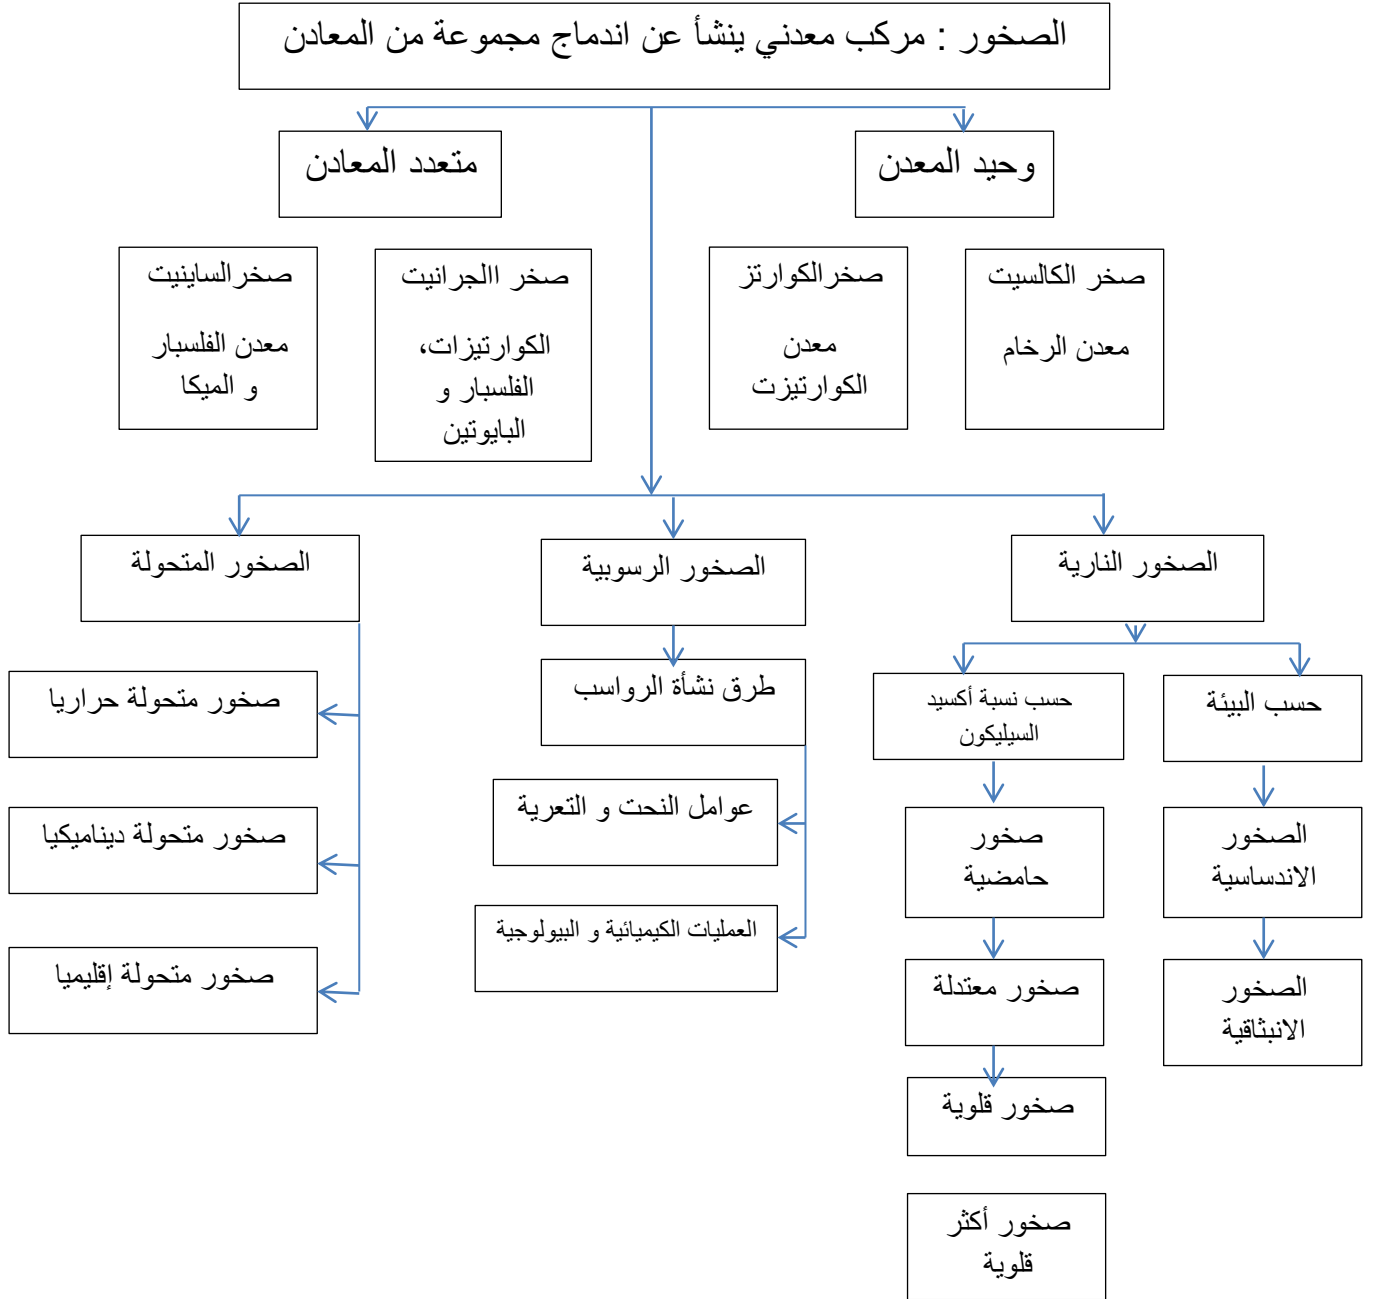 الصخور : مركب معدني ينشأ عن اندماج مجموعة من المعادن
وحيد المعدن
متعدد المعادن
صخر الكالسيت
معدن الرخام
صخرالكوارتز
معدن
الكوارتيزت
صخر االجرانيت
الكوارتيزات،
الفلسبار و
البايوتين
صخرالساينيت
معدن الفلسبار
و الميكا
الصخور النارية
الصخور الرسوبية
الصخور المتحولة
حسب البيئة
الصخور
الاندساسية
الصخور
الانبثاقية
حسب نسبة أكسيد
السيليكون
صخور
حامضية
صخور معتدلة
صخور قلوية
صخور أكثر
قلوية
طرق نشأة الرواسب
عوامل النحت و التعرية
العمليات الكيميائية و البيولوجية
صخور متحولة حراريا
صخور متحولة ديناميكيا
صخور متحولة إقليميا